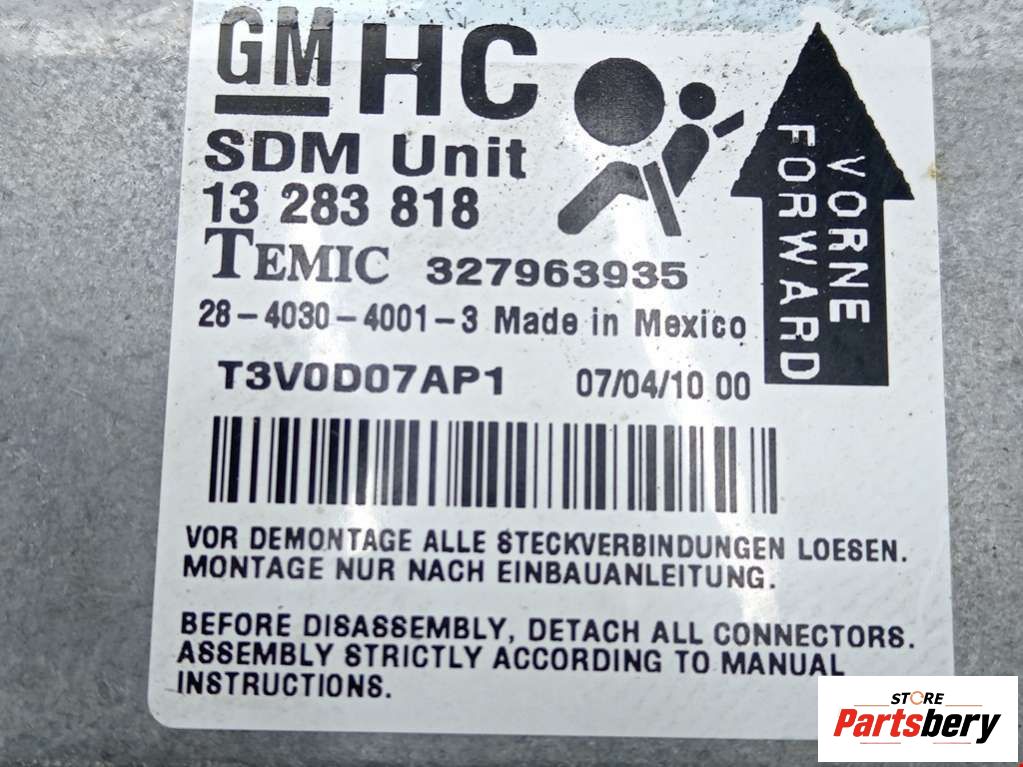 GM HC
SDM Unit
13 283 818
TEMIC 327963935
28-4030-4001-3 Made in Mexico
T3V0D07AP1 07/04/10 00
VORNE
FORWARD
VOR DEMONTAGE ALLE STECKVERBINDUNGEN LOESEN.
MONTAGE NUR NACH EINBAUANLEITUNG.
BEFORE DISASSEMBLY, DETACH ALL CONNECTORS.
ASSEMBLY STRICTLY ACCORDING TO MANUAL
INSTRUCTIONS.
STORE
Partsbery